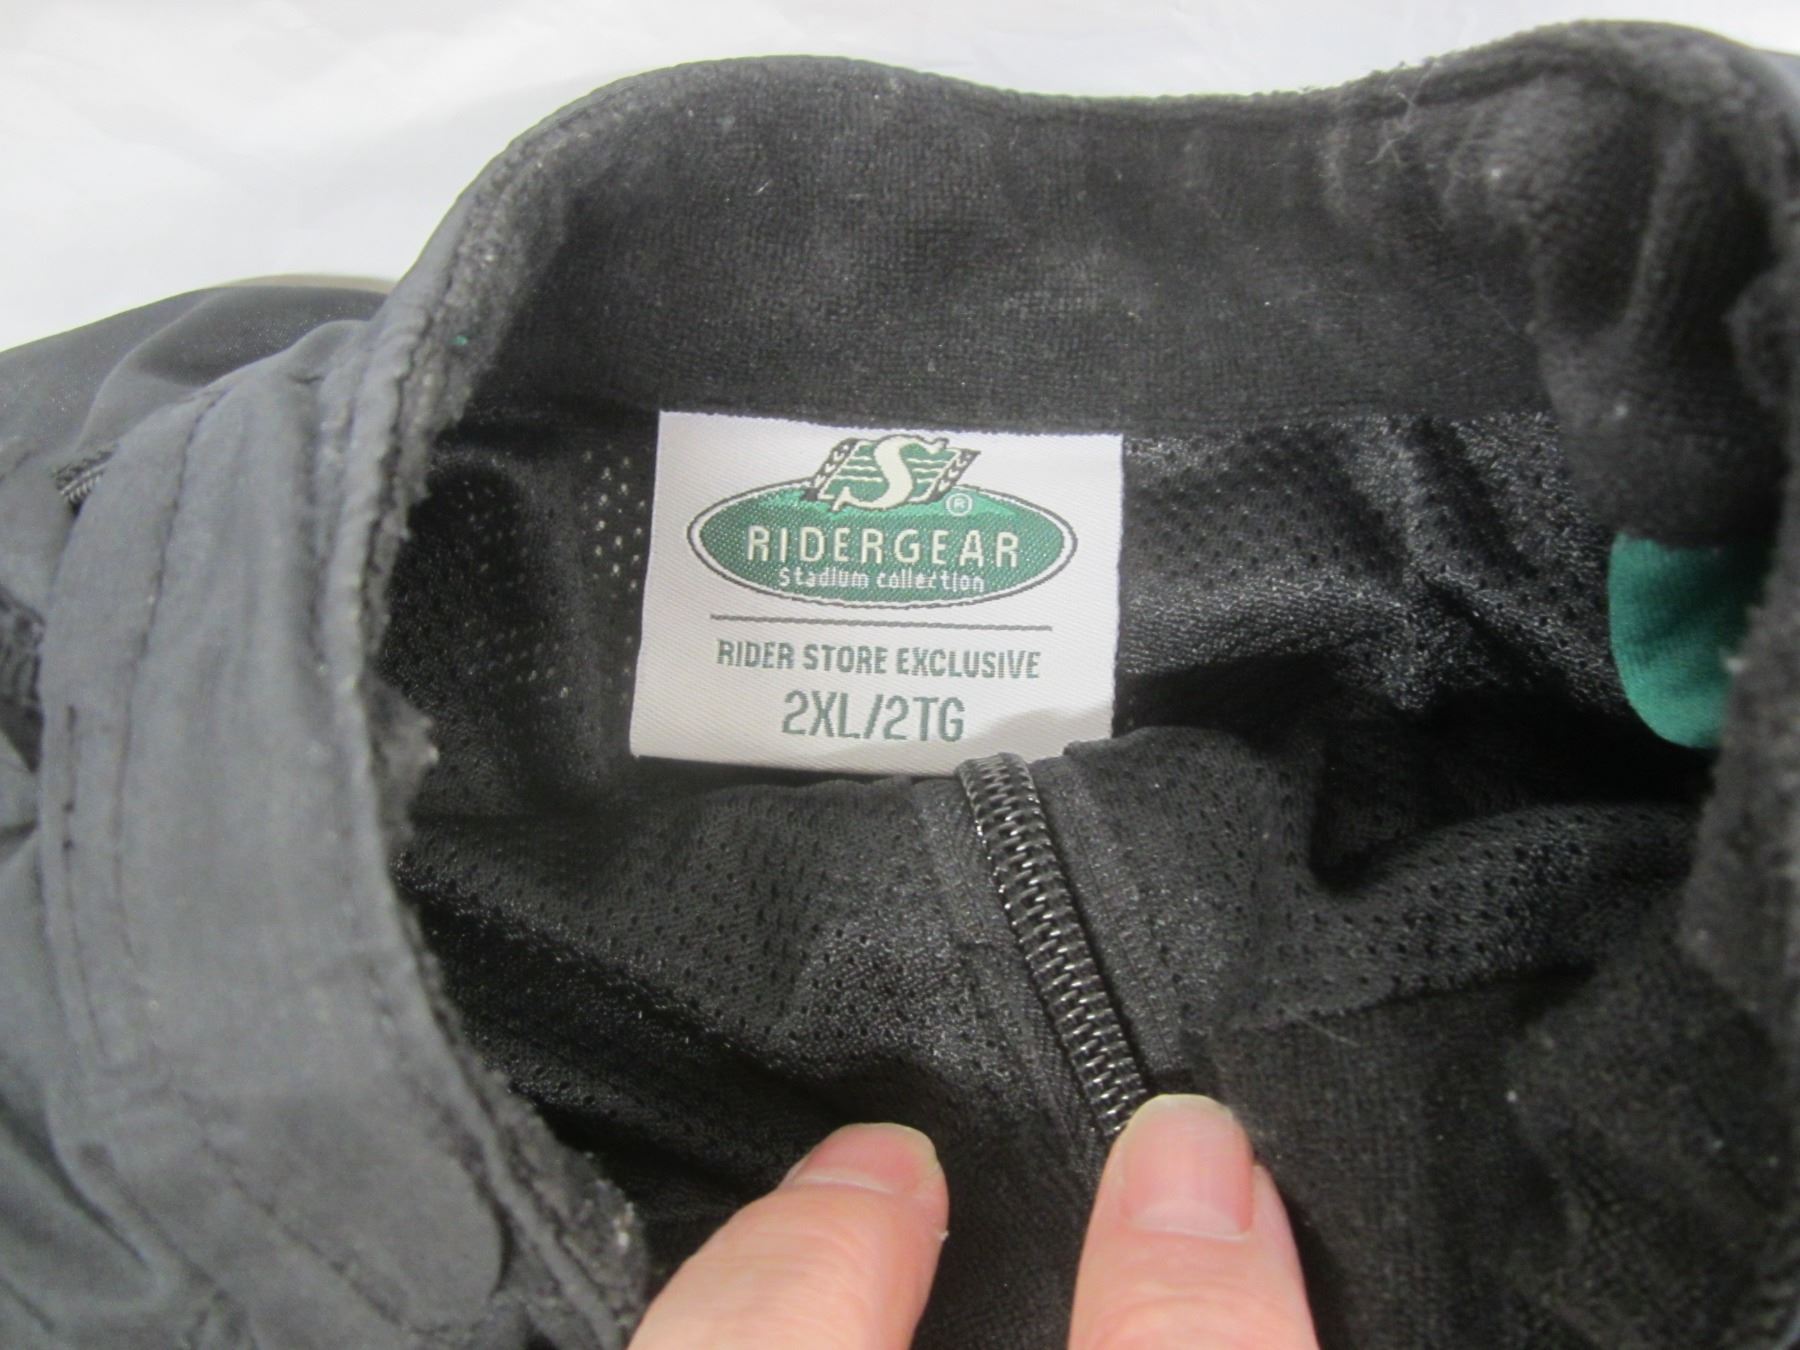 S
®
RIDERGEAR
Stadium collection
RIDER STORE EXCLUSIVE
2XL/2TG